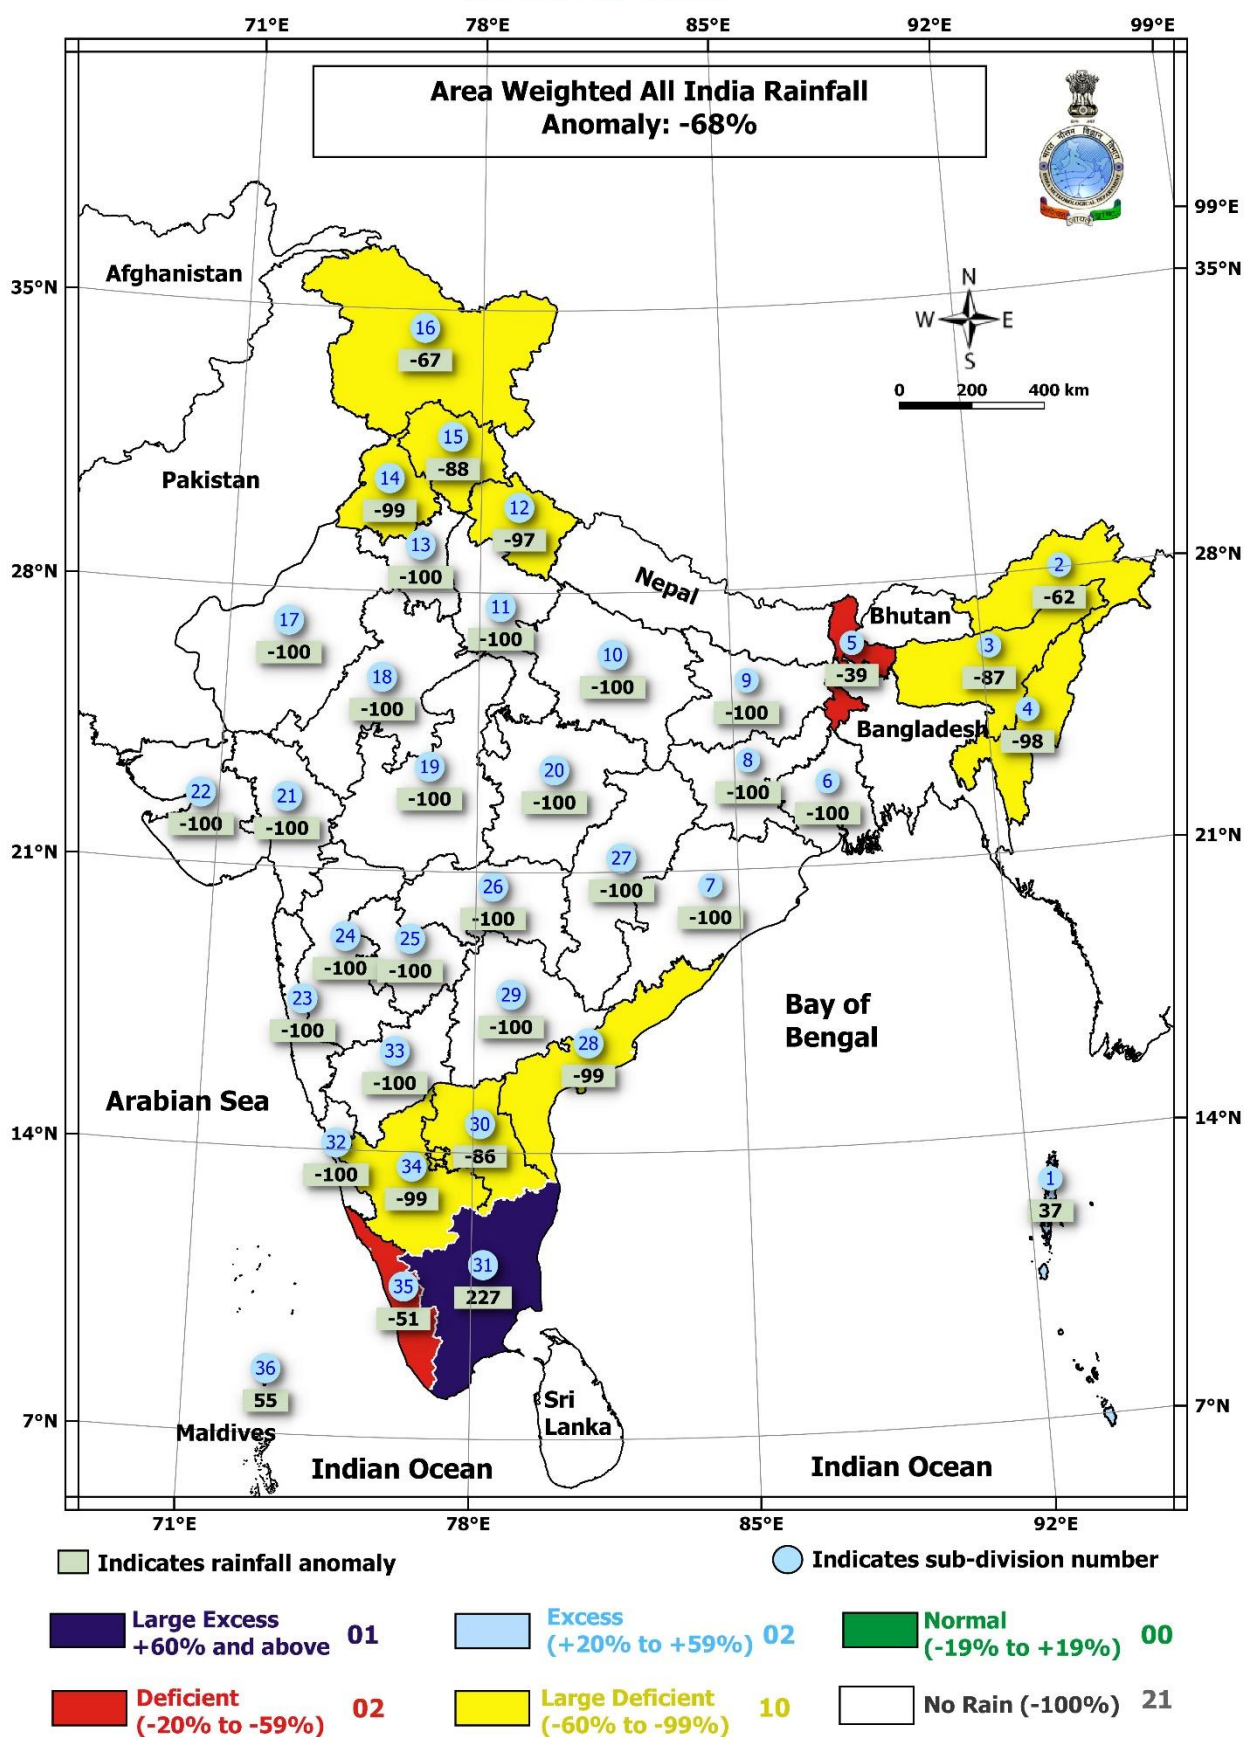 71°E 78°E 85°E 92°E 99°E
Area Weighted All India Rainfall
Anomaly: -68%
99°E
35°N
35°N
Afghanistan
N
W E
S
0 200 400 km
16
-67
15
-88
14
-99
Pakistan
12
-97
13
-100
28°N
28°N
Nepal
2
-62
Bhutan
11
-100
17
-100
10
-100
5
-39
3
-87
18
-100
9
-100
4
-98
Bangladesh
19
-100
20
-100
8
-100
6
-100
22
-100
21
-100
21°N
21°N
27
-100
7
-100
26
-100
24
-100
25
-100
23
-100
29
-100
Bay of
Bengal
33
-100
28
-99
Arabian Sea
14°N
14°N
30
-86
32
-100
34
-99
1
37
31
227
35
-51
36
55
Maldives
Sri
Lanka
7°N
7°N
Indian Ocean
Indian Ocean
71°E 78°E 85°E 92°E
Indicates rainfall anomaly
Indicates sub-division number
Large Excess
+60% and above 01
Excess
(+20% to +59%) 02
Normal
(-19% to +19%) 00
Deficient
(-20% to -59%) 02
Large Deficient
(-60% to -99%) 10
No Rain (-100%) 21